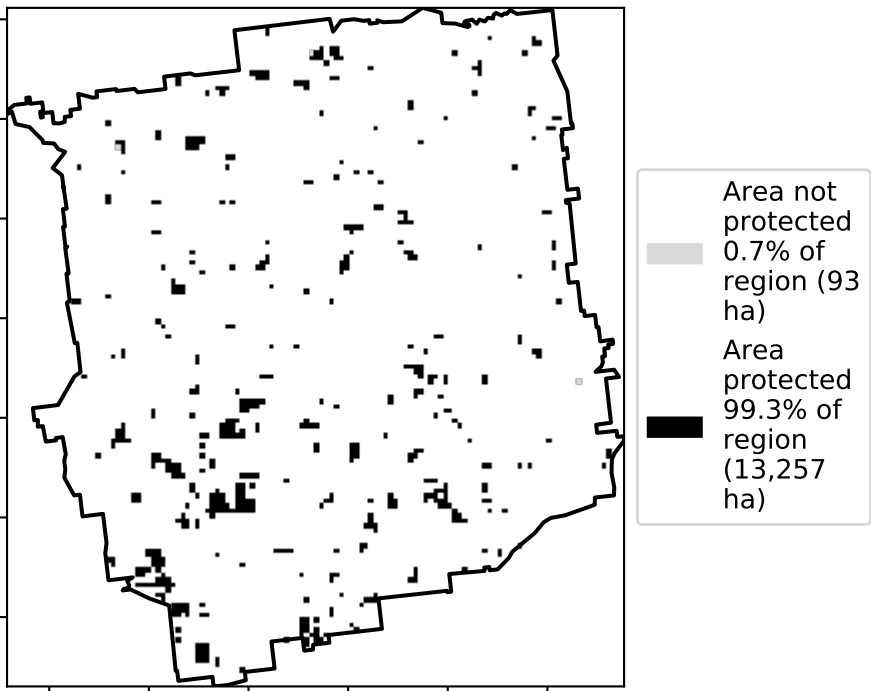 Area not
protected
0.7% of
region (93
ha)
Area
protected
99.3% of
region
(13,257
ha)